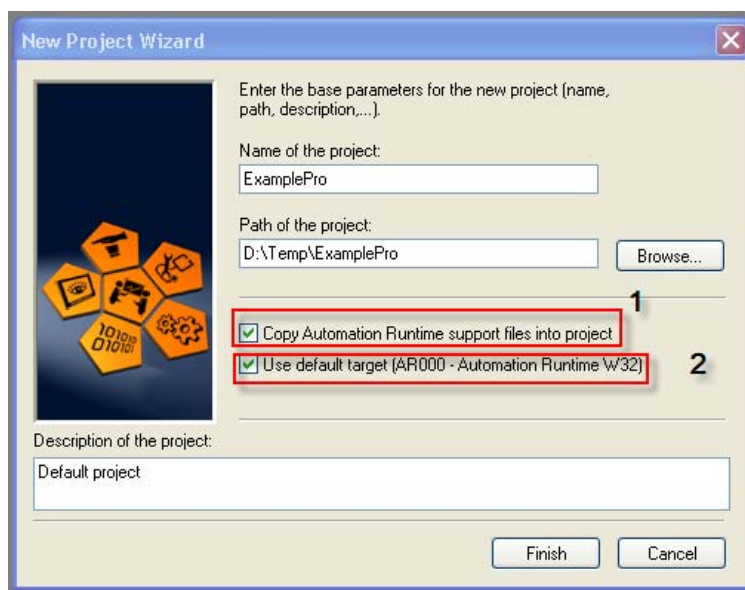 New Project Wizard
Enter the base parameters for the new project (name,
path, description,...).
Name of the project:
ExamplePro
Path of the project:
D:\Temp\ExamplePro
Browse...
1
Copy Automation Runtime support files into project
Use default target (AR000 - Automation Runtime W32)
2
101010
010101
Description of the project:
Default project
Finish
Cancel